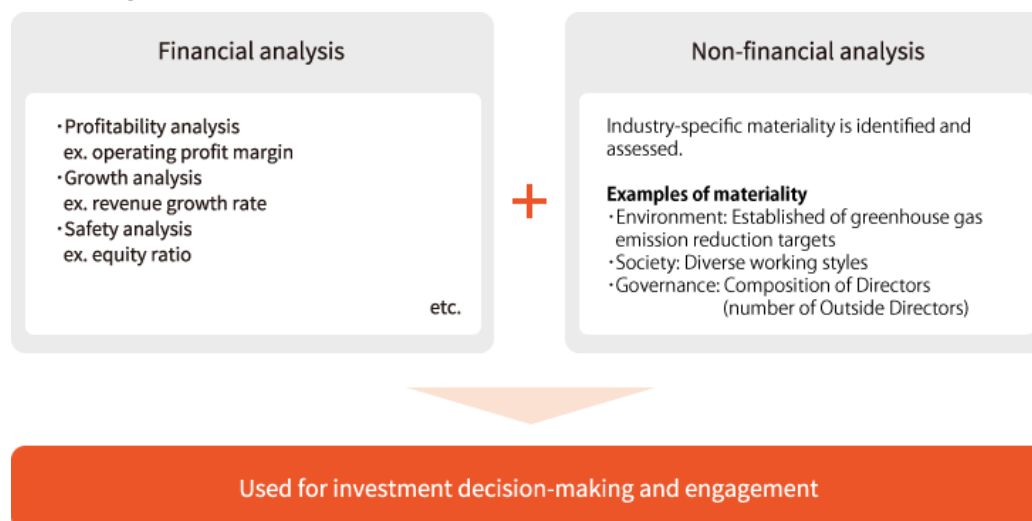 Financial analysis
・Profitability analysis
ex. operating profit margin
・Growth analysis
ex. revenue growth rate
・Safety analysis
ex. equity ratio
etc.
+
Non-financial analysis
Industry-specific materiality is identified and
assessed.
Examples of materiality
・Environment: Established of greenhouse gas
emission reduction targets
・Society: Diverse working styles
・Governance: Composition of Directors
(number of Outside Directors)
Used for investment decision-making and engagement